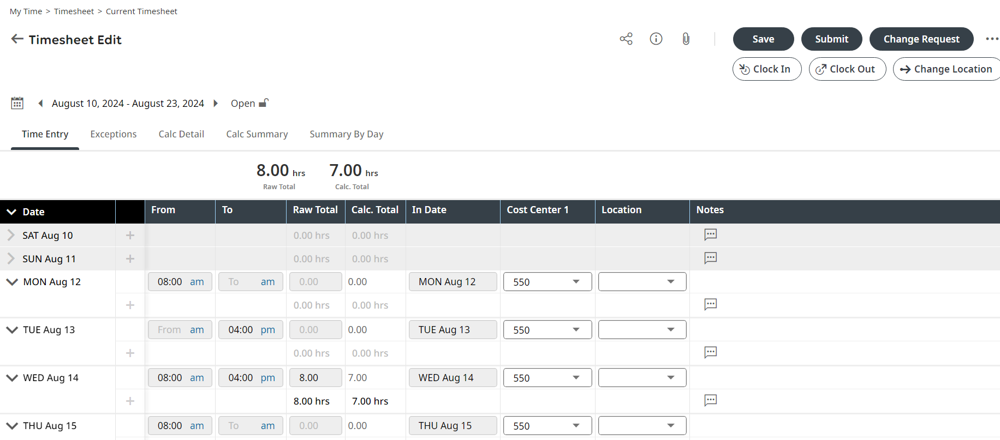 My Time > Timesheet > Current Timesheet
Timesheet Edit
Save Submit Change Request
Clock In Clock Out Change Location
August 10, 2024 - August 23, 2024 Open
Time Entry Exceptions Calc Detail Calc Summary Summary By Day
8.00 hrs 7.00 hrs
Raw Total Calc. Total
Date From To Raw Total Calc. Total In Date Cost Center 1 Location Notes
SAT Aug 10 + 0.00 hrs 0.00 hrs
SUN Aug 11 + 0.00 hrs 0.00 hrs
MON Aug 12 08:00 am To am 0.00 0.00 MON Aug 12 550
+ 0.00 hrs 0.00 hrs
TUE Aug 13 From am 04:00 pm 0.00 0.00 TUE Aug 13 550
+ 0.00 hrs 0.00 hrs
WED Aug 14 08:00 am 04:00 pm 8.00 7.00 WED Aug 14 550
+ 8.00 hrs 7.00 hrs
THU Aug 15 08:00 am To am 0.00 0.00 THU Aug 15 550